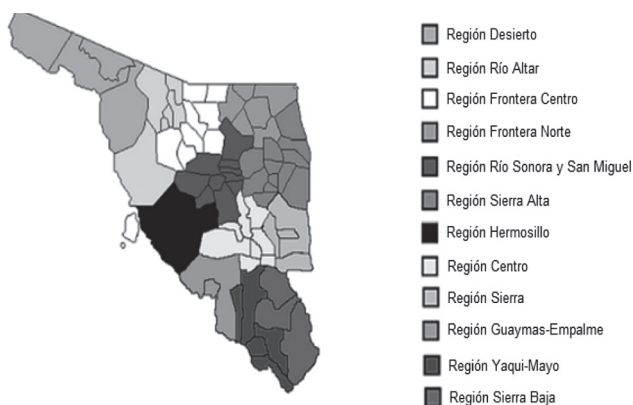 Región Desierto
Región Río Altar
Región Frontera Centro
Región Frontera Norte
Región Río Sonora y San Miguel
Región Sierra Alta
Región Hermosillo
Región Centro
Región Sierra
Región Guaymas-Empalme
Región Yaqui-Mayo
Región Sierra Baja